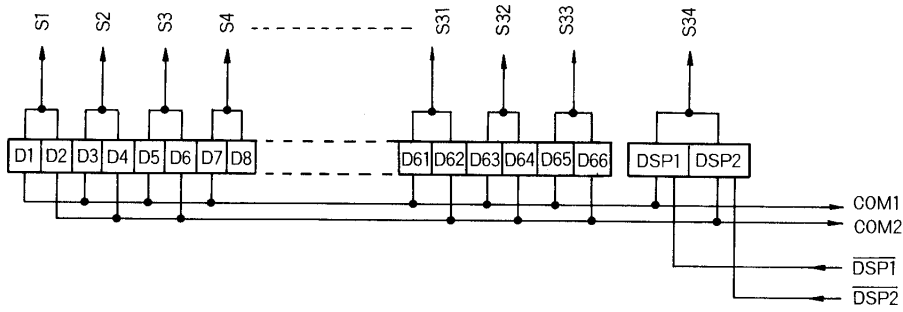 S1 S2 S3 S4 S31 S32 S33 S34
D1 D2 D3 D4 D5 D6 D7 D8 D61 D62 D63 D64 D65 D66 DSP1 DSP2
COM1
COM2
DSP1
DSP2